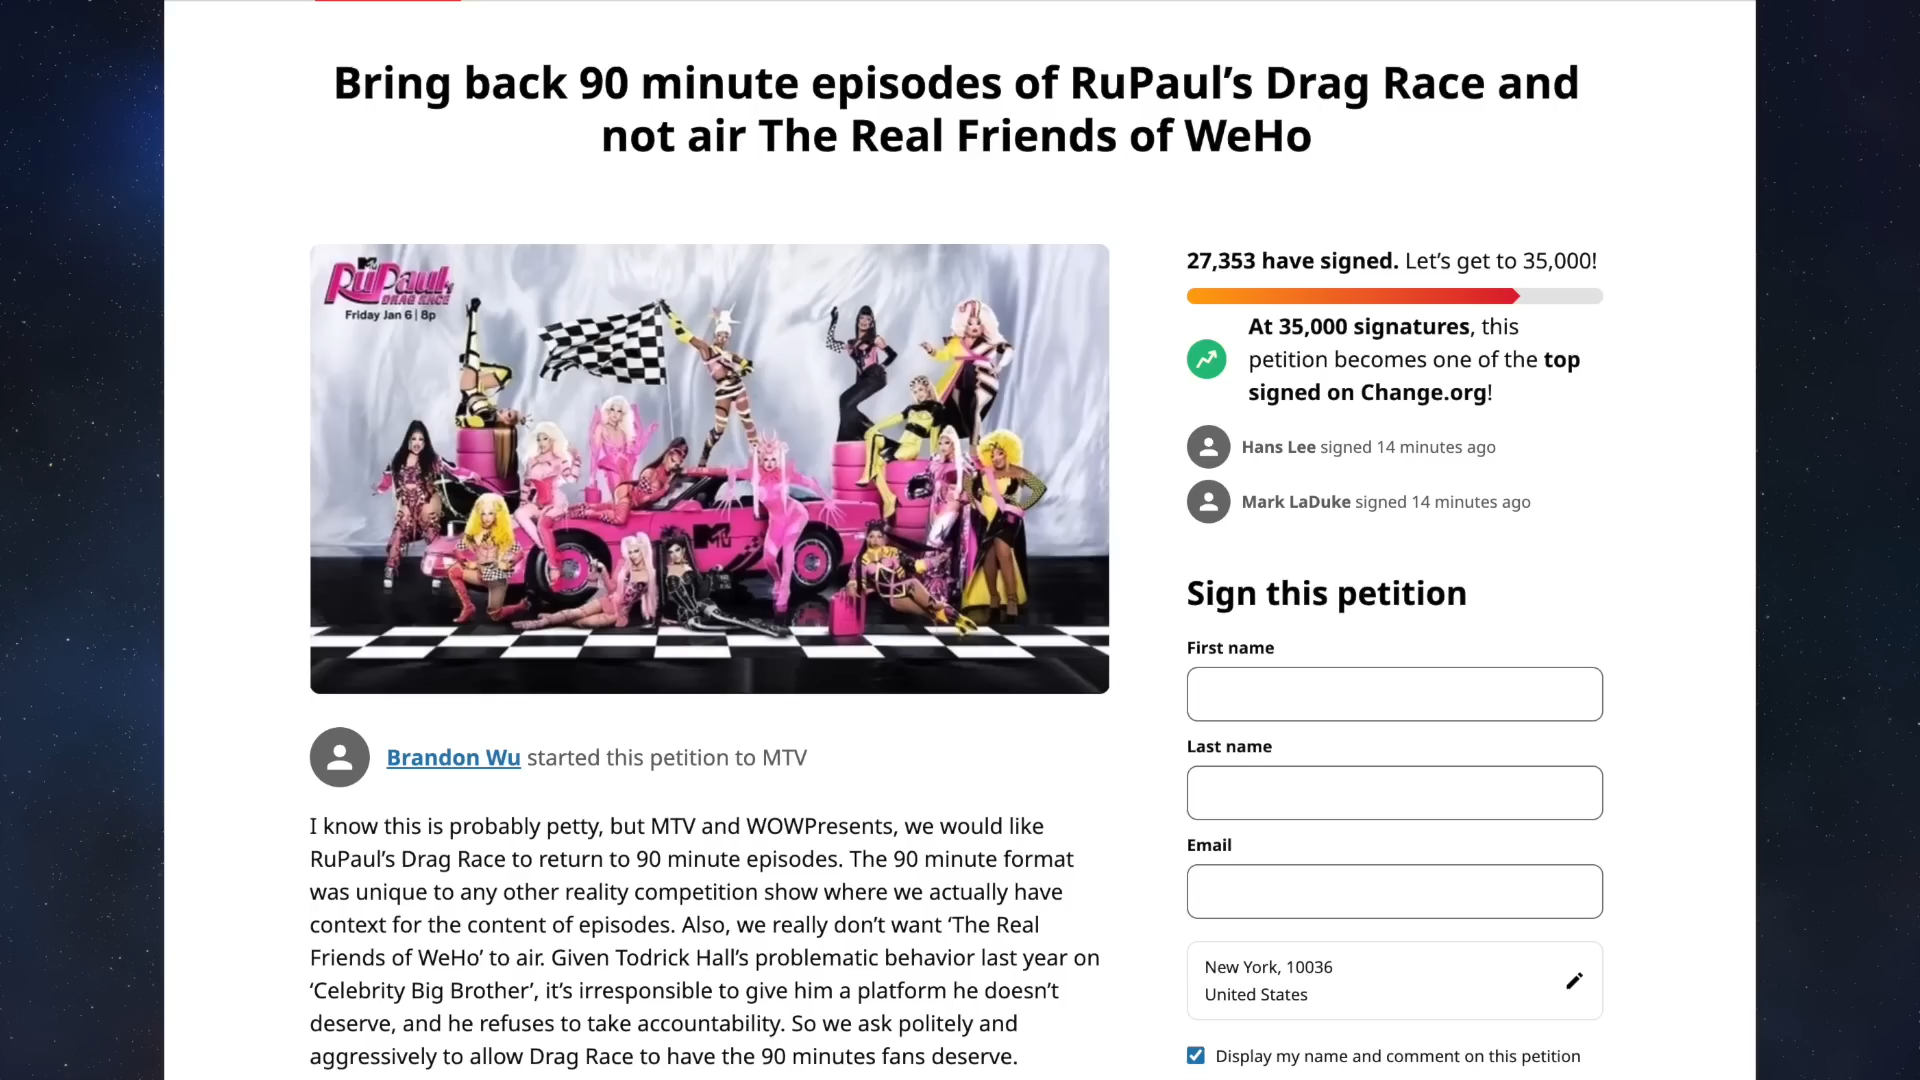 Bring back 90 minute episodes of RuPaul’s Drag Race and
not air The Real Friends of WeHo
RuPaul's
DRAG RACE
Friday Jan 6 | 8p
27,353 have signed. Let’s get to 35,000!
At 35,000 signatures, this
petition becomes one of the top
signed on Change.org!
Hans Lee signed 14 minutes ago
Mark LaDuke signed 14 minutes ago
Sign this petition
First name
Last name
Email
New York, 10036
United States
Display my name and comment on this petition
Brandon Wu started this petition to MTV
I know this is probably petty, but MTV and WOWPresents, we would like
RuPaul’s Drag Race to return to 90 minute episodes. The 90 minute format
was unique to any other reality competition show where we actually have
context for the content of episodes. Also, we really don’t want ‘The Real
Friends of WeHo’ to air. Given Todrick Hall’s problematic behavior last year on
‘Celebrity Big Brother’, it’s irresponsible to give him a platform he doesn’t
deserve, and he refuses to take accountability. So we ask politely and
aggressively to allow Drag Race to have the 90 minutes fans deserve.